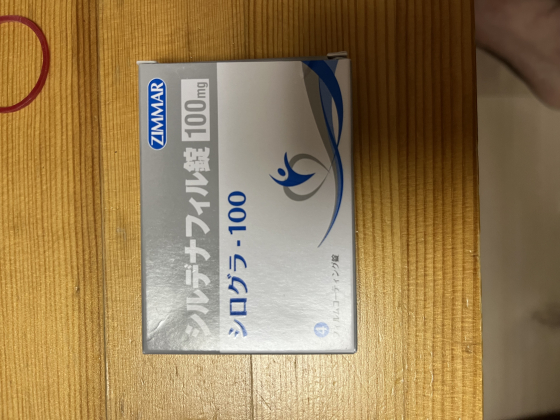 ZIMMAR
シルデナフィル錠 100mg
シログラ - 100
4 フィルムコーティング錠